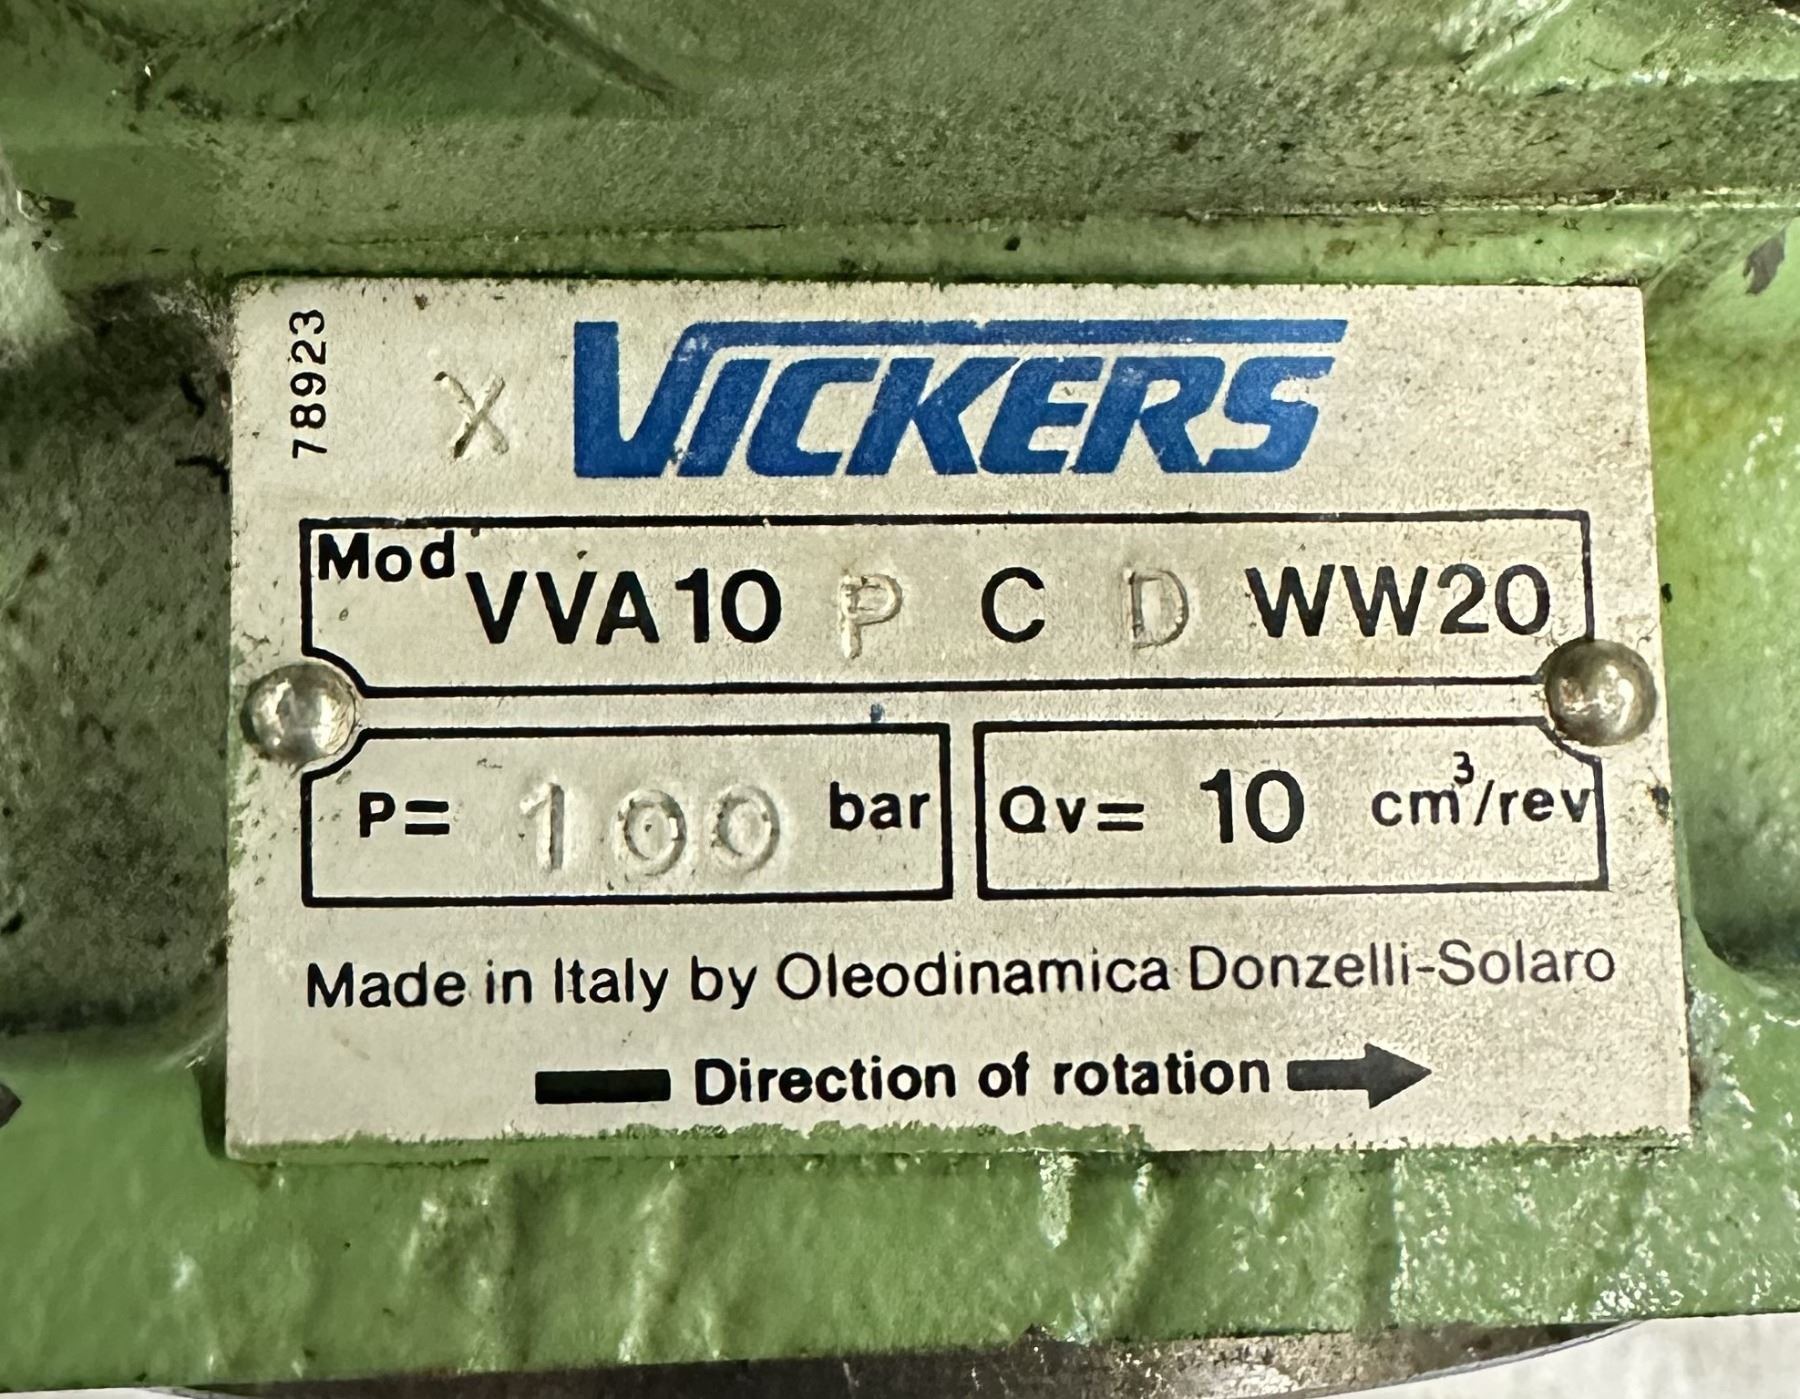 78923
X VICKERS
Mod VVA10 P C D WW20
P= 100 bar
Qv= 10 cm³/rev
Made in Italy by Oleodinamica Donzelli-Solaro
Direction of rotation